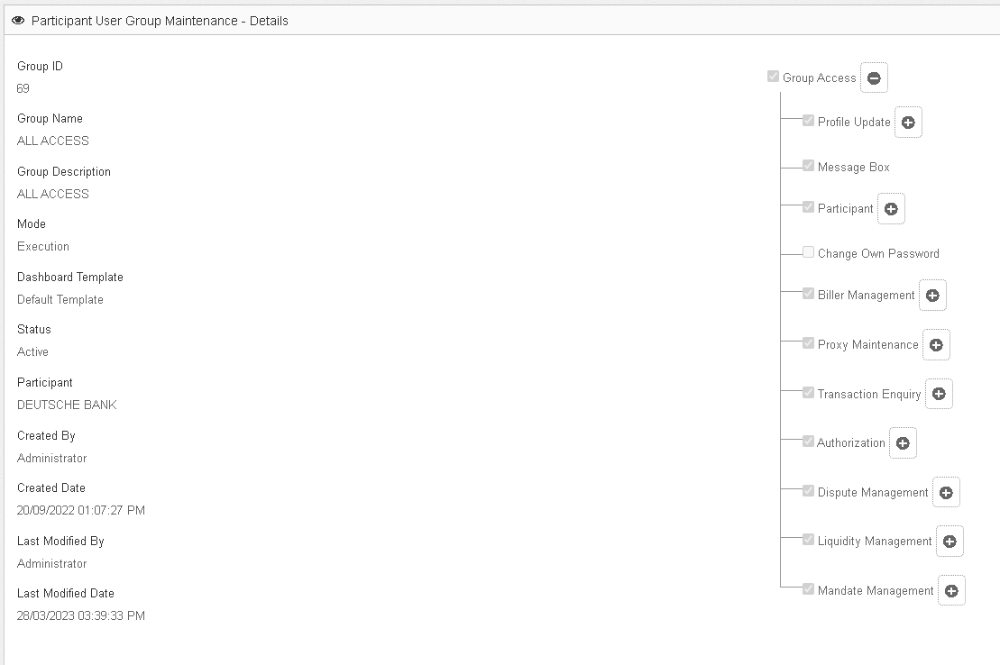 Participant User Group Maintenance - Details
Group ID
69
Group Name
ALL ACCESS
Group Description
ALL ACCESS
Mode
Execution
Dashboard Template
Default Template
Status
Active
Participant
DEUTSCHE BANK
Created By
Administrator
Created Date
20/09/2022 01:07:27 PM
Last Modified By
Administrator
Last Modified Date
28/03/2023 03:39:33 PM
Group Access
Profile Update
Message Box
Participant
Change Own Password
Biller Management
Proxy Maintenance
Transaction Enquiry
Authorization
Dispute Management
Liquidity Management
Mandate Management